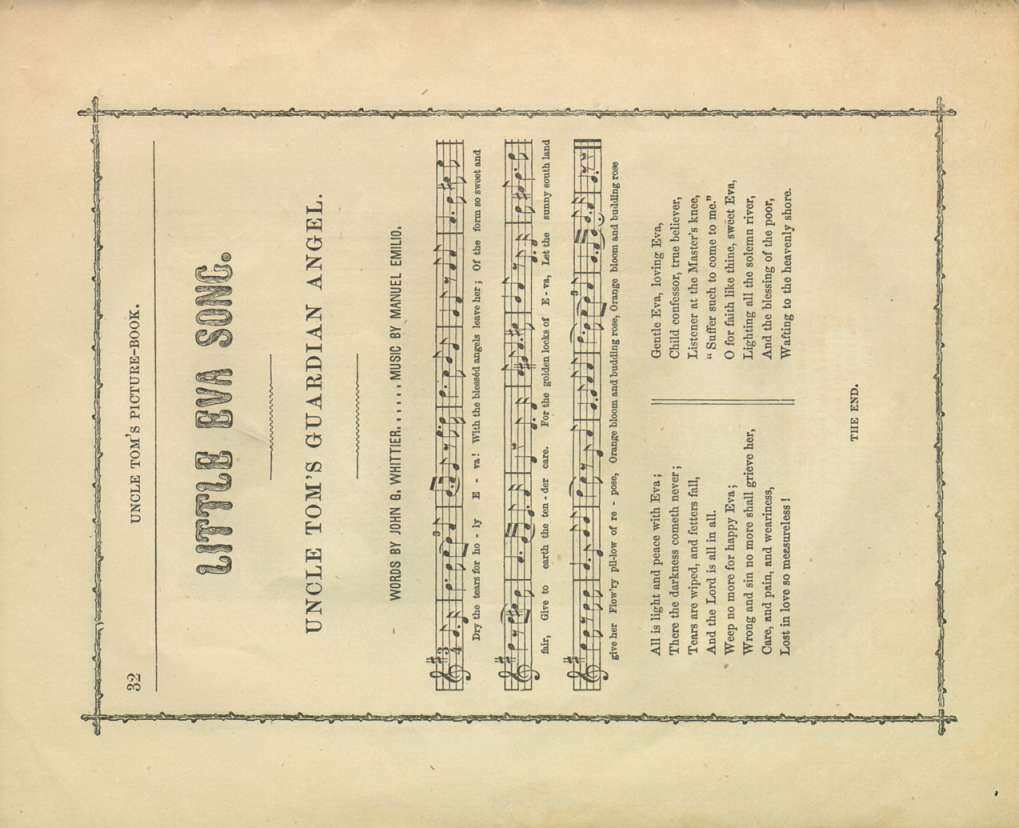 32
UNCLE TOM'S PICTURE-BOOK.
LITTLE EVA SONG.
UNCLE TOM'S GUARDIAN ANGEL.
WORDS BY JOHN G. WHITTIER......MUSIC BY MANUEL EMILIO.
3
4
3
Dry the tears for ho - ly E - va! With the blessèd angels leave her; Of the form so sweet and
fair, Give to earth the ten - der care. For the golden locks of E - va, Let the sunny south land
3
give her Flow'ry pil-low of re - pose, Orange bloom and budding rose, Orange bloom and budding rose
All is light and peace with Eva;
There the darkness cometh never;
Tears are wiped, and fetters fall,
And the Lord is all in all.
Weep no more for happy Eva;
Wrong and sin no more shall grieve her,
Care, and pain, and weariness,
Lost in love so measureless!
Gentle Eva, loving Eva,
Child confessor, true believer,
Listener at the Master's knee,
"Suffer such to come to me."
O for faith like thine, sweet Eva,
Lighting all the solemn river,
And the blessing of the poor,
Wafting to the heavenly shore.
THE END.